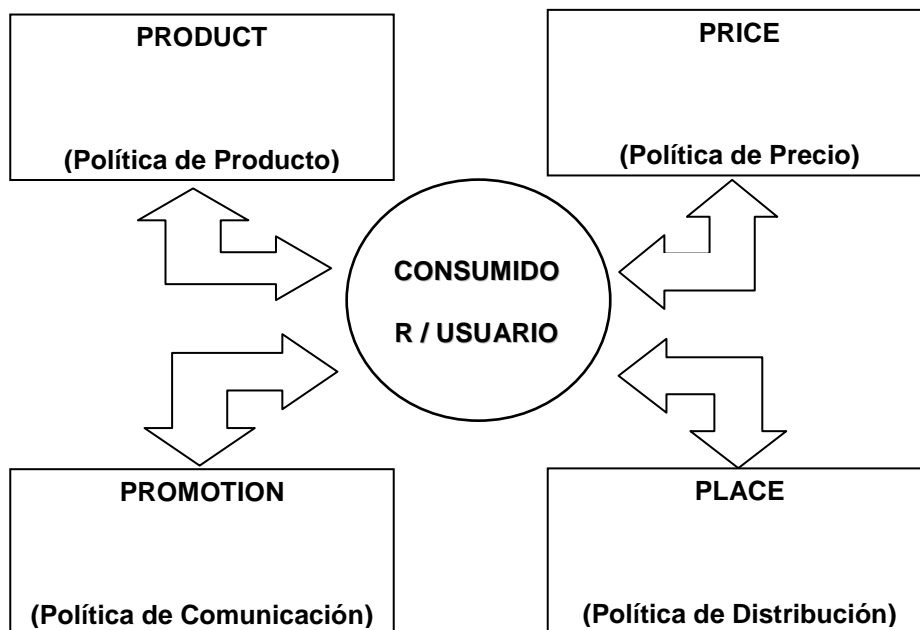 PRODUCT
(Política de Producto)
PRICE
(Política de Precio)
CONSUMIDO
R / USUARIO
PROMOTION
(Política de Comunicación)
PLACE
(Política de Distribución)